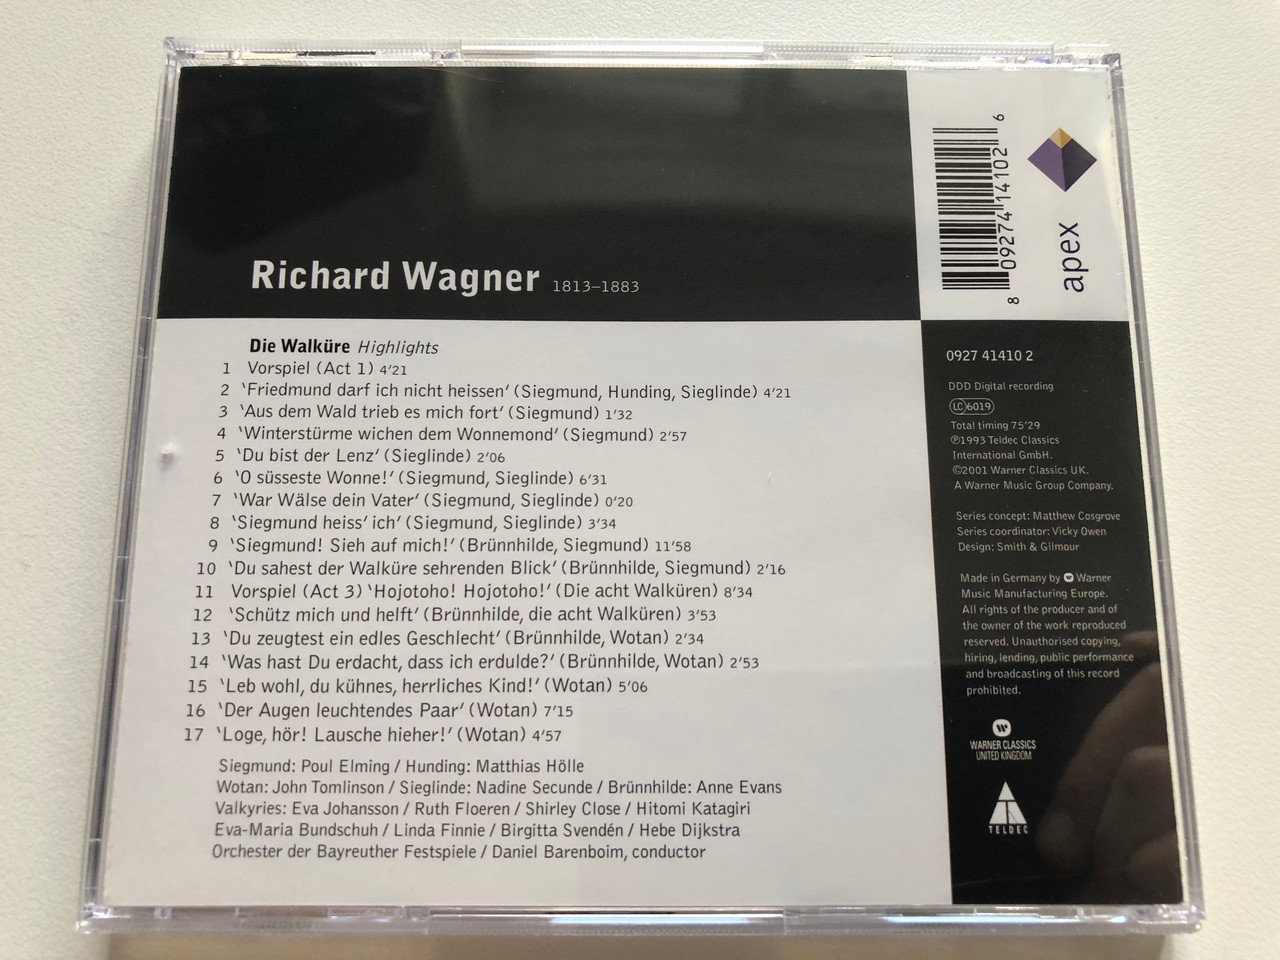 Richard Wagner 1813–1883
Die Walküre Highlights
1 Vorspiel (Act 1) 4'21
2 'Friedmund darf ich nicht heissen' (Siegmund, Hunding, Sieglinde) 4'21
3 'Aus dem Wald trieb es mich fort' (Siegmund) 1'32
4 'Winterstürme wichen dem Wonnemond' (Siegmund) 2'57
5 'Du bist der Lenz' (Sieglinde) 2'06
6 'O süsseste Wonne!' (Siegmund, Sieglinde) 6'31
7 'War Wälse dein Vater' (Siegmund, Sieglinde) 0'20
8 'Siegmund heiss' ich' (Siegmund, Sieglinde) 3'34
9 'Siegmund! Sieh auf mich!' (Brünnhilde, Siegmund) 11'58
10 'Du sahest der Walküre sehrenden Blick' (Brünnhilde, Siegmund) 2'16
11 Vorspiel (Act 3) 'Hojotoho! Hojotoho!' (Die acht Walküren) 8'34
12 'Schütz mich und helft' (Brünnhilde, die acht Walküren) 3'53
13 'Du zeugtest ein edles Geschlecht' (Brünnhilde, Wotan) 2'34
14 'Was hast Du erdacht, dass ich erdulde?' (Brünnhilde, Wotan) 2'53
15 'Leb wohl, du kühnes, herrliches Kind!' (Wotan) 5'06
16 'Der Augen leuchtendes Paar' (Wotan) 7'15
17 'Loge, hör! Lausche hieher!' (Wotan) 4'57
Siegmund: Poul Elming / Hunding: Matthias Hölle
Wotan: John Tomlinson / Sieglinde: Nadine Secunde / Brünnhilde: Anne Evans
Valkyries: Eva Johansson / Ruth Floeren / Shirley Close / Hitomi Katagiri
Eva-Maria Bundschuh / Linda Finnie / Birgitta Svendén / Hebe Dijkstra
Orchester der Bayreuther Festspiele / Daniel Barenboim, conductor
8 09274 14102 6
apex
0927 41410 2
DDD Digital recording
LC 6019
Total timing 75'29
℗1993 Teldec Classics
International GmbH.
©2001 Warner Classics UK.
A Warner Music Group Company.
Series concept: Matthew Cosgrove
Series coordinator: Vicky Owen
Design: Smith & Gilmour
Made in Germany by Warner
Music Manufacturing Europe.
All rights of the producer and of
the owner of the work reproduced
reserved. Unauthorised copying,
hiring, lending, public performance
and broadcasting of this record
prohibited.
WARNER CLASSICS
UNITED KINGDOM
TELDEC